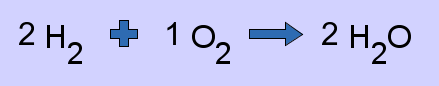 2 H₂ + 1 O₂ → 2 H₂O